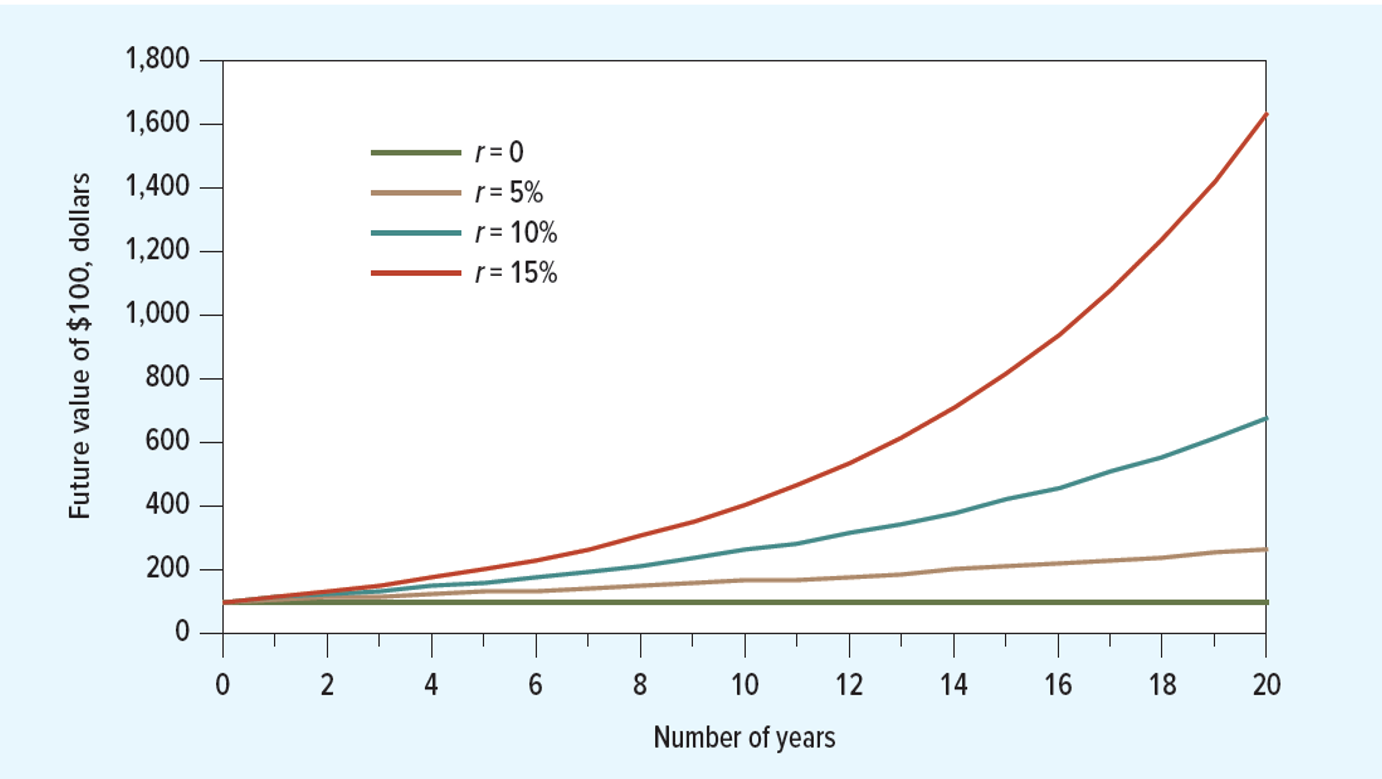 Future value of $100, dollars
1,800
1,600
1,400
1,200
1,000
800
600
400
200
0
r = 0
r = 5%
r = 10%
r = 15%
0 2 4 6 8 10 12 14 16 18 20
Number of years